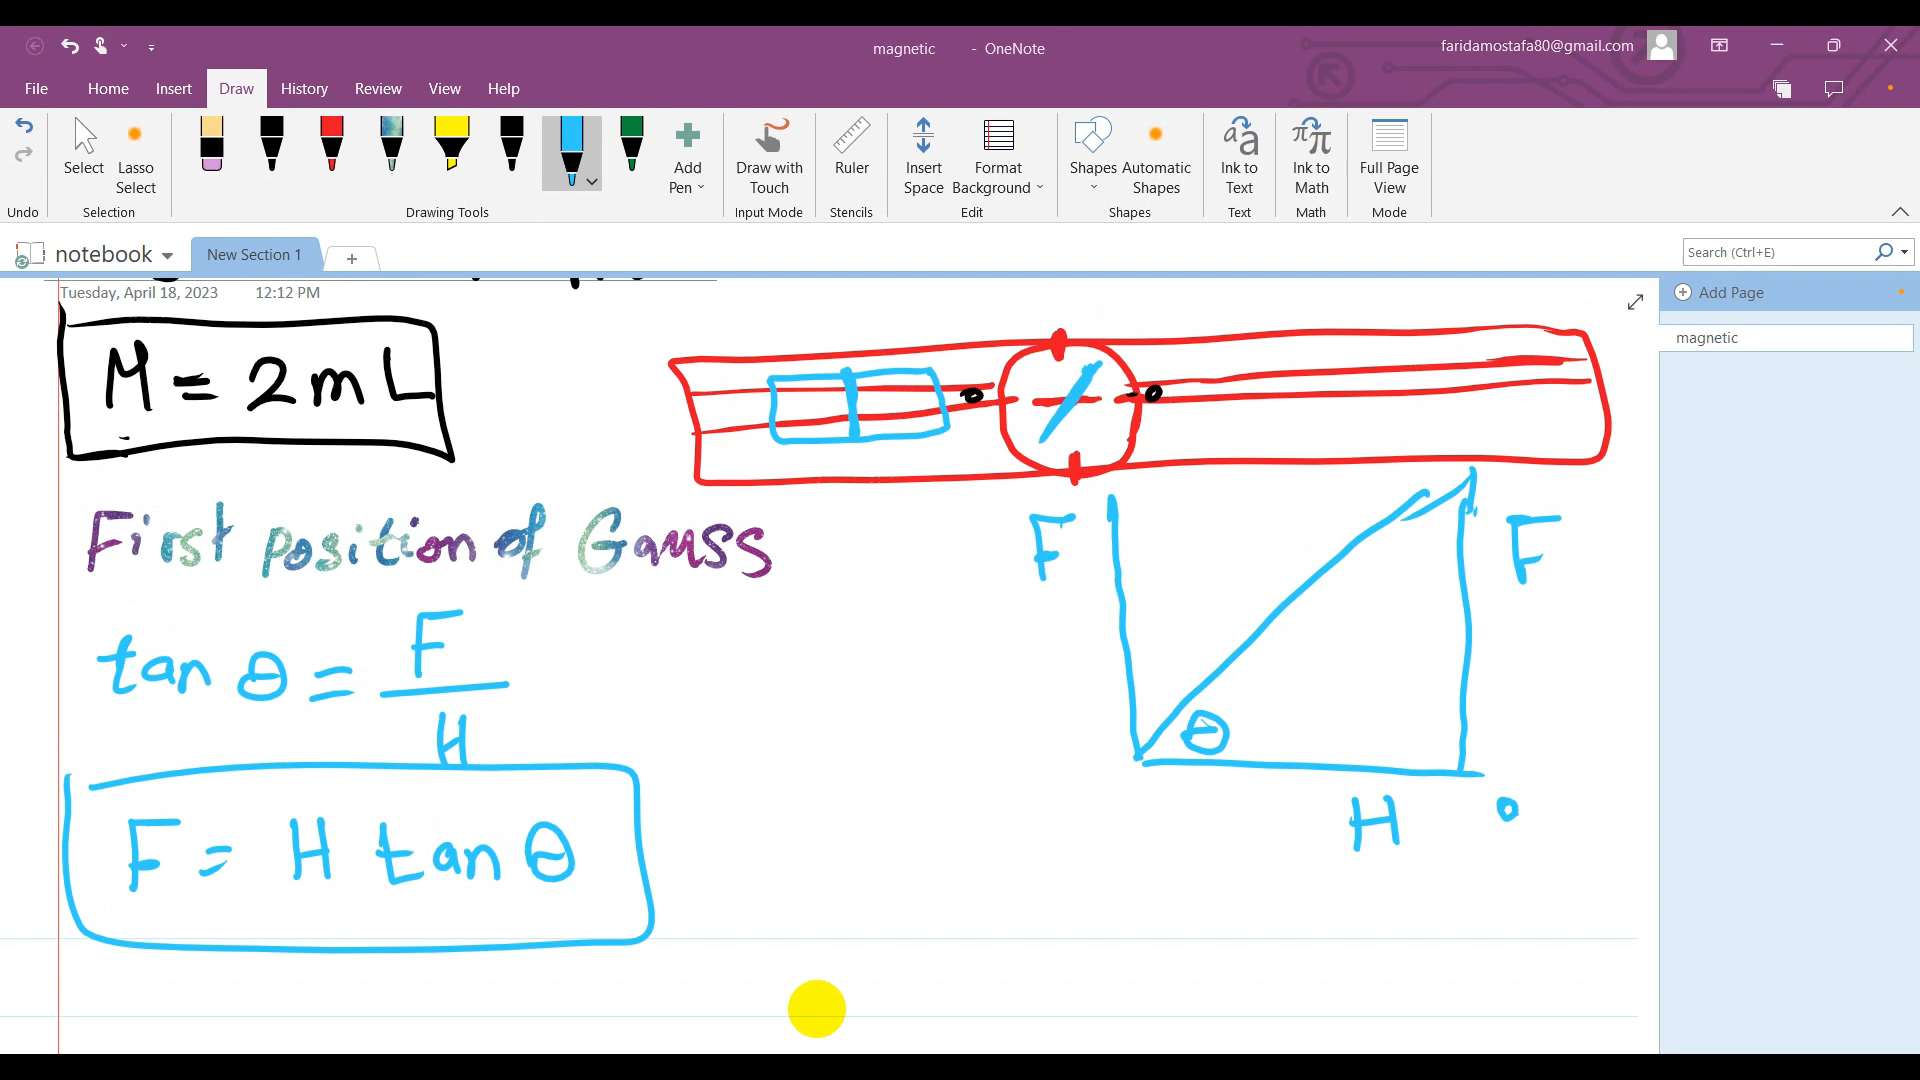 magnetic - OneNote
faridamostafa80@gmail.com
File Home Insert Draw History Review View Help
Select
Lasso Select
Add Pen
Draw with Touch
Ruler
Insert Space
Format Background
Shapes
Automatic Shapes
Ink to Text
Ink to Math
Full Page View
Undo Selection Drawing Tools Input Mode Stencils Edit Shapes Text Math Mode
notebook New Section 1 +
Search (Ctrl+E)
Tuesday, April 18, 2023 12:12 PM
Add Page
magnetic
M = 2mL
First position of Gauss
F F
tan θ = F
H
θ
H
F = H tan θ